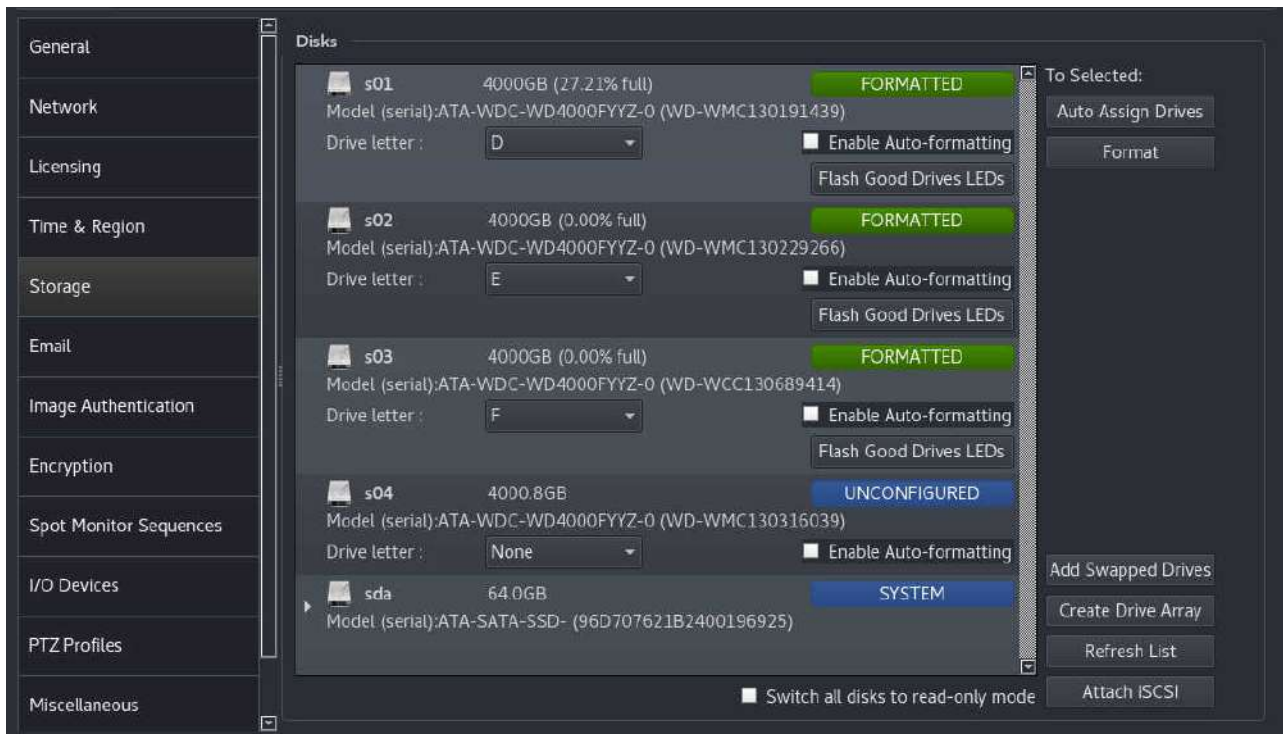 General
Network
Licensing
Time & Region
Storage
Email
Image Authentication
Encryption
Spot Monitor Sequences
I/O Devices
PTZ Profiles
Miscellaneous
Disks
s01 4000GB (27.21% full) FORMATTED
Model (serial):ATA-WDC-WD4000FYYZ-0 (WD-WMC130191439)
Drive letter : D Enable Auto-formatting
Flash Good Drives LEDs
s02 4000GB (0.00% full) FORMATTED
Model (serial):ATA-WDC-WD4000FYYZ-0 (WD-WMC130229266)
Drive letter : E Enable Auto-formatting
Flash Good Drives LEDs
s03 4000GB (0.00% full) FORMATTED
Model (serial):ATA-WDC-WD4000FYYZ-0 (WD-WCC130689414)
Drive letter : F Enable Auto-formatting
Flash Good Drives LEDs
s04 4000.8GB UNCONFIGURED
Model (serial):ATA-WDC-WD4000FYYZ-0 (WD-WMC130316039)
Drive letter : None Enable Auto-formatting
sda 64.0GB SYSTEM
Model (serial):ATA-SATA-SSD- (96D707621B2400196925)
Switch all disks to read-only mode
To Selected:
Auto Assign Drives
Format
Add Swapped Drives
Create Drive Array
Refresh List
Attach ISCSI